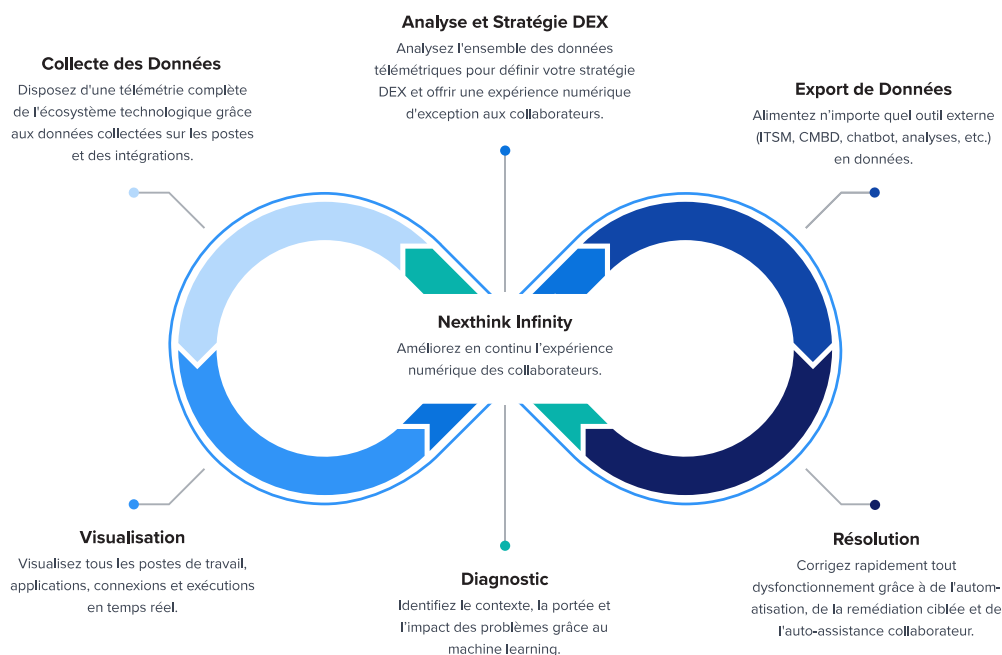 Analyse et Stratégie DEX
Analysez l'ensemble des données
télémétriques pour définir votre stratégie
DEX et offrir une expérience numérique
d'exception aux collaborateurs.
Collecte des Données
Disposez d'une télémétrie complète
de l'écosystème technologique grâce
aux données collectées sur les postes
et des intégrations.
Export de Données
Alimentez n'importe quel outil externe
(ITSM, CMBD, chatbot, analyses, etc.)
en données.
Nexthink Infinity
Améliorez en continu l'expérience
numérique des collaborateurs.
Visualisation
Visualisez tous les postes de travail,
applications, connexions et exécutions
en temps réel.
Diagnostic
Identifiez le contexte, la portée et
l'impact des problèmes grâce au
machine learning.
Résolution
Corrigez rapidement tout
dysfonctionnement grâce à de l'autom-
atisation, de la remédiation ciblée et de
l'auto-assistance collaborateur.